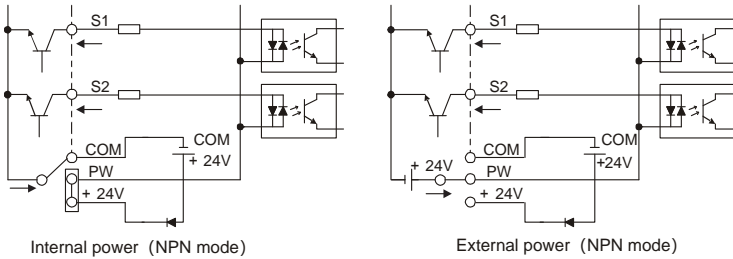 S1
S2
COM
COM
+ 24V
PW
+ 24V
Internal power (NPN mode)
S1
S2
COM
COM
+24V
+ 24V
PW
+ 24V
External power (NPN mode)